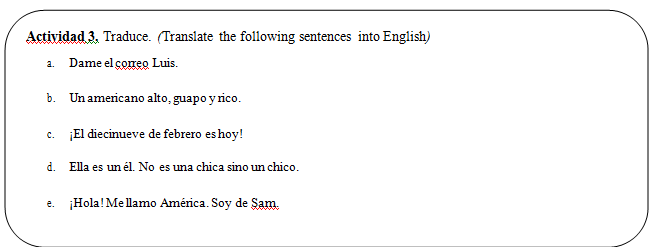 Actividad 3. Traduce. (Translate the following sentences into English)
a. Dame el correo Luis.
b. Un americano alto, guapo y rico.
c. ¡El diecinueve de febrero es hoy!
d. Ella es un él. No es una chica sino un chico.
e. ¡Hola! Me llamo América. Soy de Sam.